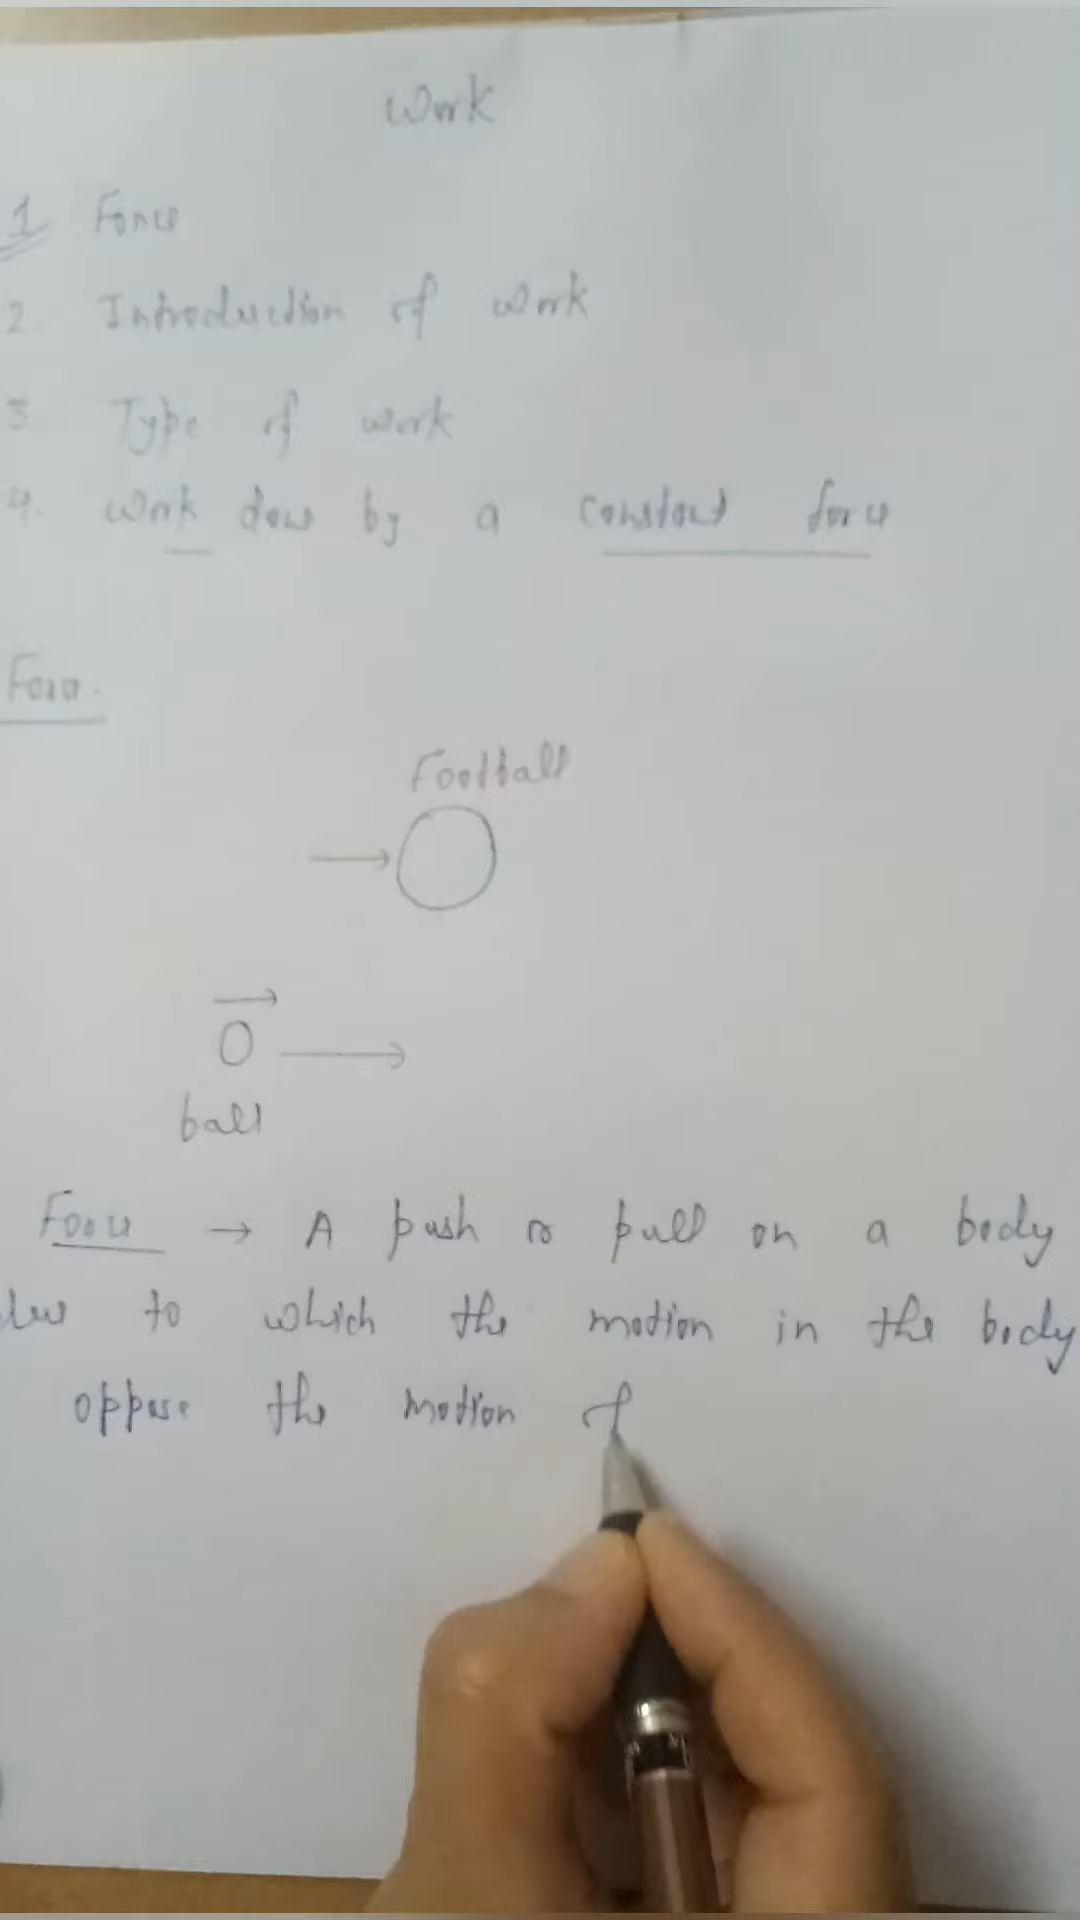 Work
1 Force
2 Introduction of work
3 Type of work
4. Work done by a constant force
Force.
Football
O
ball
Force → A push or pull on a body
due to which the motion in the body
oppose the motion of